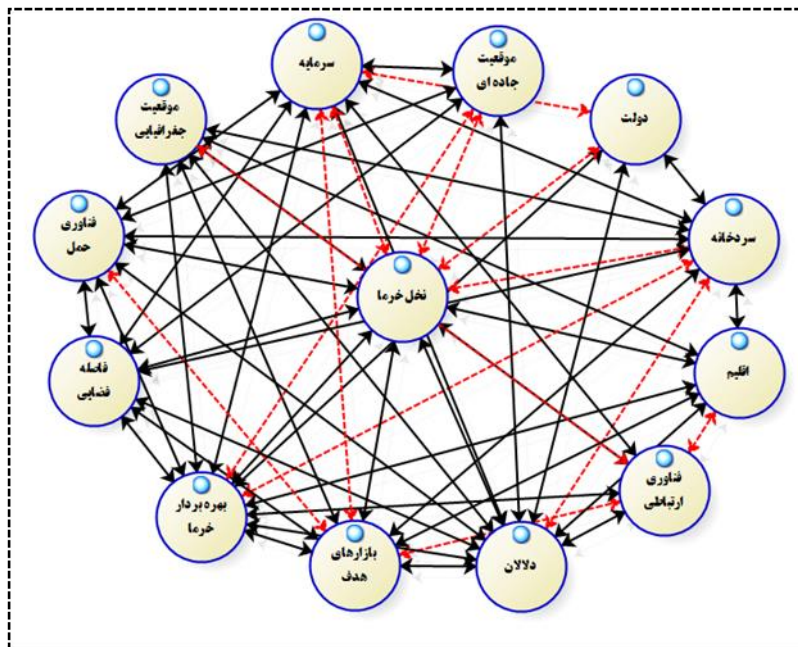 سرمایه
موقعیت
جاده ای
دولت
موقعیت
جغرافیایی
سردخانه
فناوری
حمل
نخل خرما
اقلیم
فاصله
فضایی
فناوری
ارتباطی
بهره بردار
خرما
بازارهای
هدف
دلالان